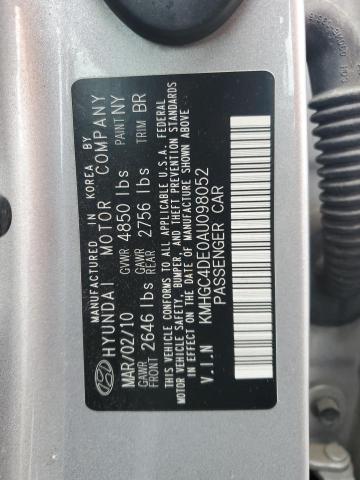 MANUFACTURED IN KOREA BY
HYUNDAI MOTOR COMPANY
MAR/02/10 GVWR 4850 lbs PAINT NY
GAWR FRONT 2646 lbs GAWR REAR 2756 lbs TRIM BR
THIS VEHICLE CONFORMS TO ALL APPLICABLE U.S.A. FEDERAL
MOTOR VEHICLE SAFETY, BUMPER, AND THEFT PREVENTION STANDARDS
IN EFFECT ON THE DATE OF MANUFACTURE SHOWN ABOVE.
V.I.N KMHGC4DE0AU098052
PASSENGER CAR